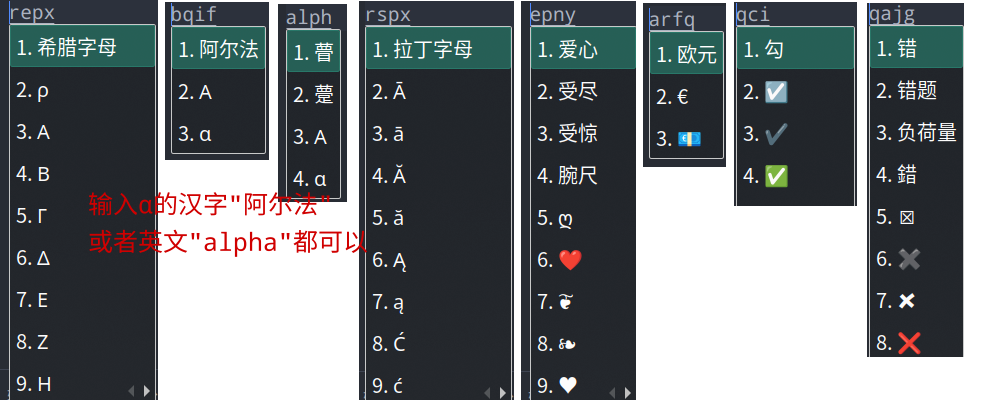 repx
1. 希腊字母
2. ρ
3. Α
4. Β
5. Γ
6. Δ
7. Ε
8. Ζ
9. Η
bqif
1. 阿尔法
2. Α
3. α
alph
1. 瞢
2. 躉
3. Α
4. α
输入α的汉字"阿尔法"
或者英文"alpha"都可以
rspx
1. 拉丁字母
2. Ā
3. ā
4. Ă
5. ă
6. Ą
7. ą
8. Ć
9. ć
epny
1. 爱心
2. 受尽
3. 受惊
4. 腕尺
5. ღ
6. ❤️
7. ❦
8. ❧
9. ♥
arfq
1. 欧元
2. €
3. 💶
qci
1. 勾
2. ☑️
3. ✔️
4. ✅
qajg
1. 错
2. 错题
3. 负荷量
4. 錯
5. ☒
6. ✖️
7. 🗙
8. ❌